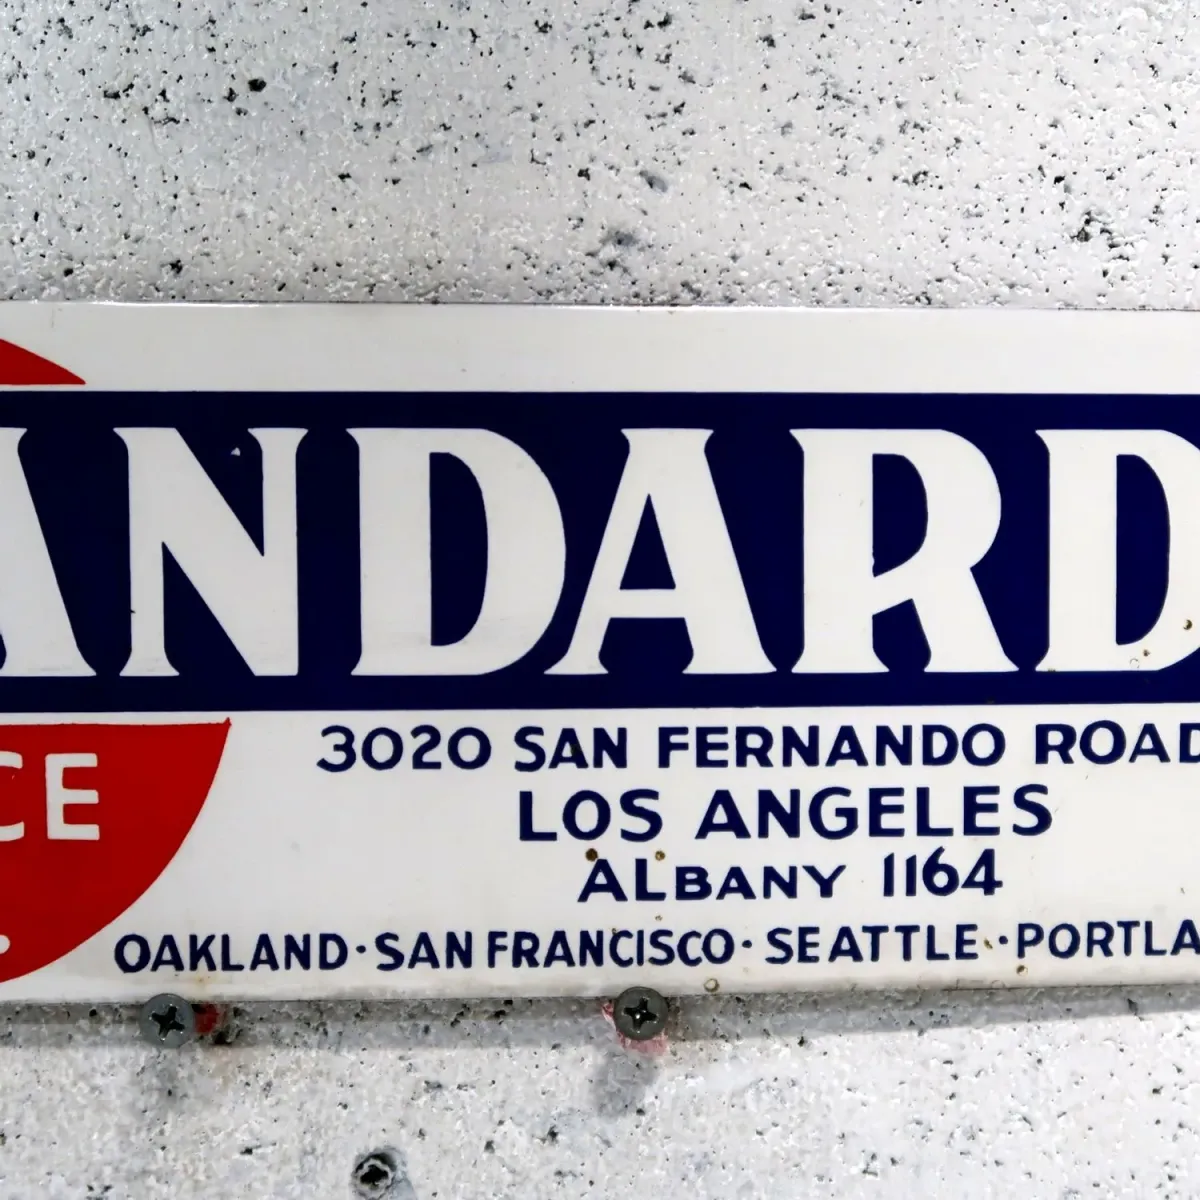 ANDARD
CE
3020 SAN FERNANDO ROAD
LOS ANGELES
ALBANY 1164
OAKLAND·SAN FRANCISCO·SEATTLE·PORTLA